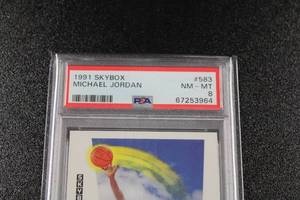 1991 SKYBOX #583
MICHAEL JORDAN NM - MT
8
PSA 67253964